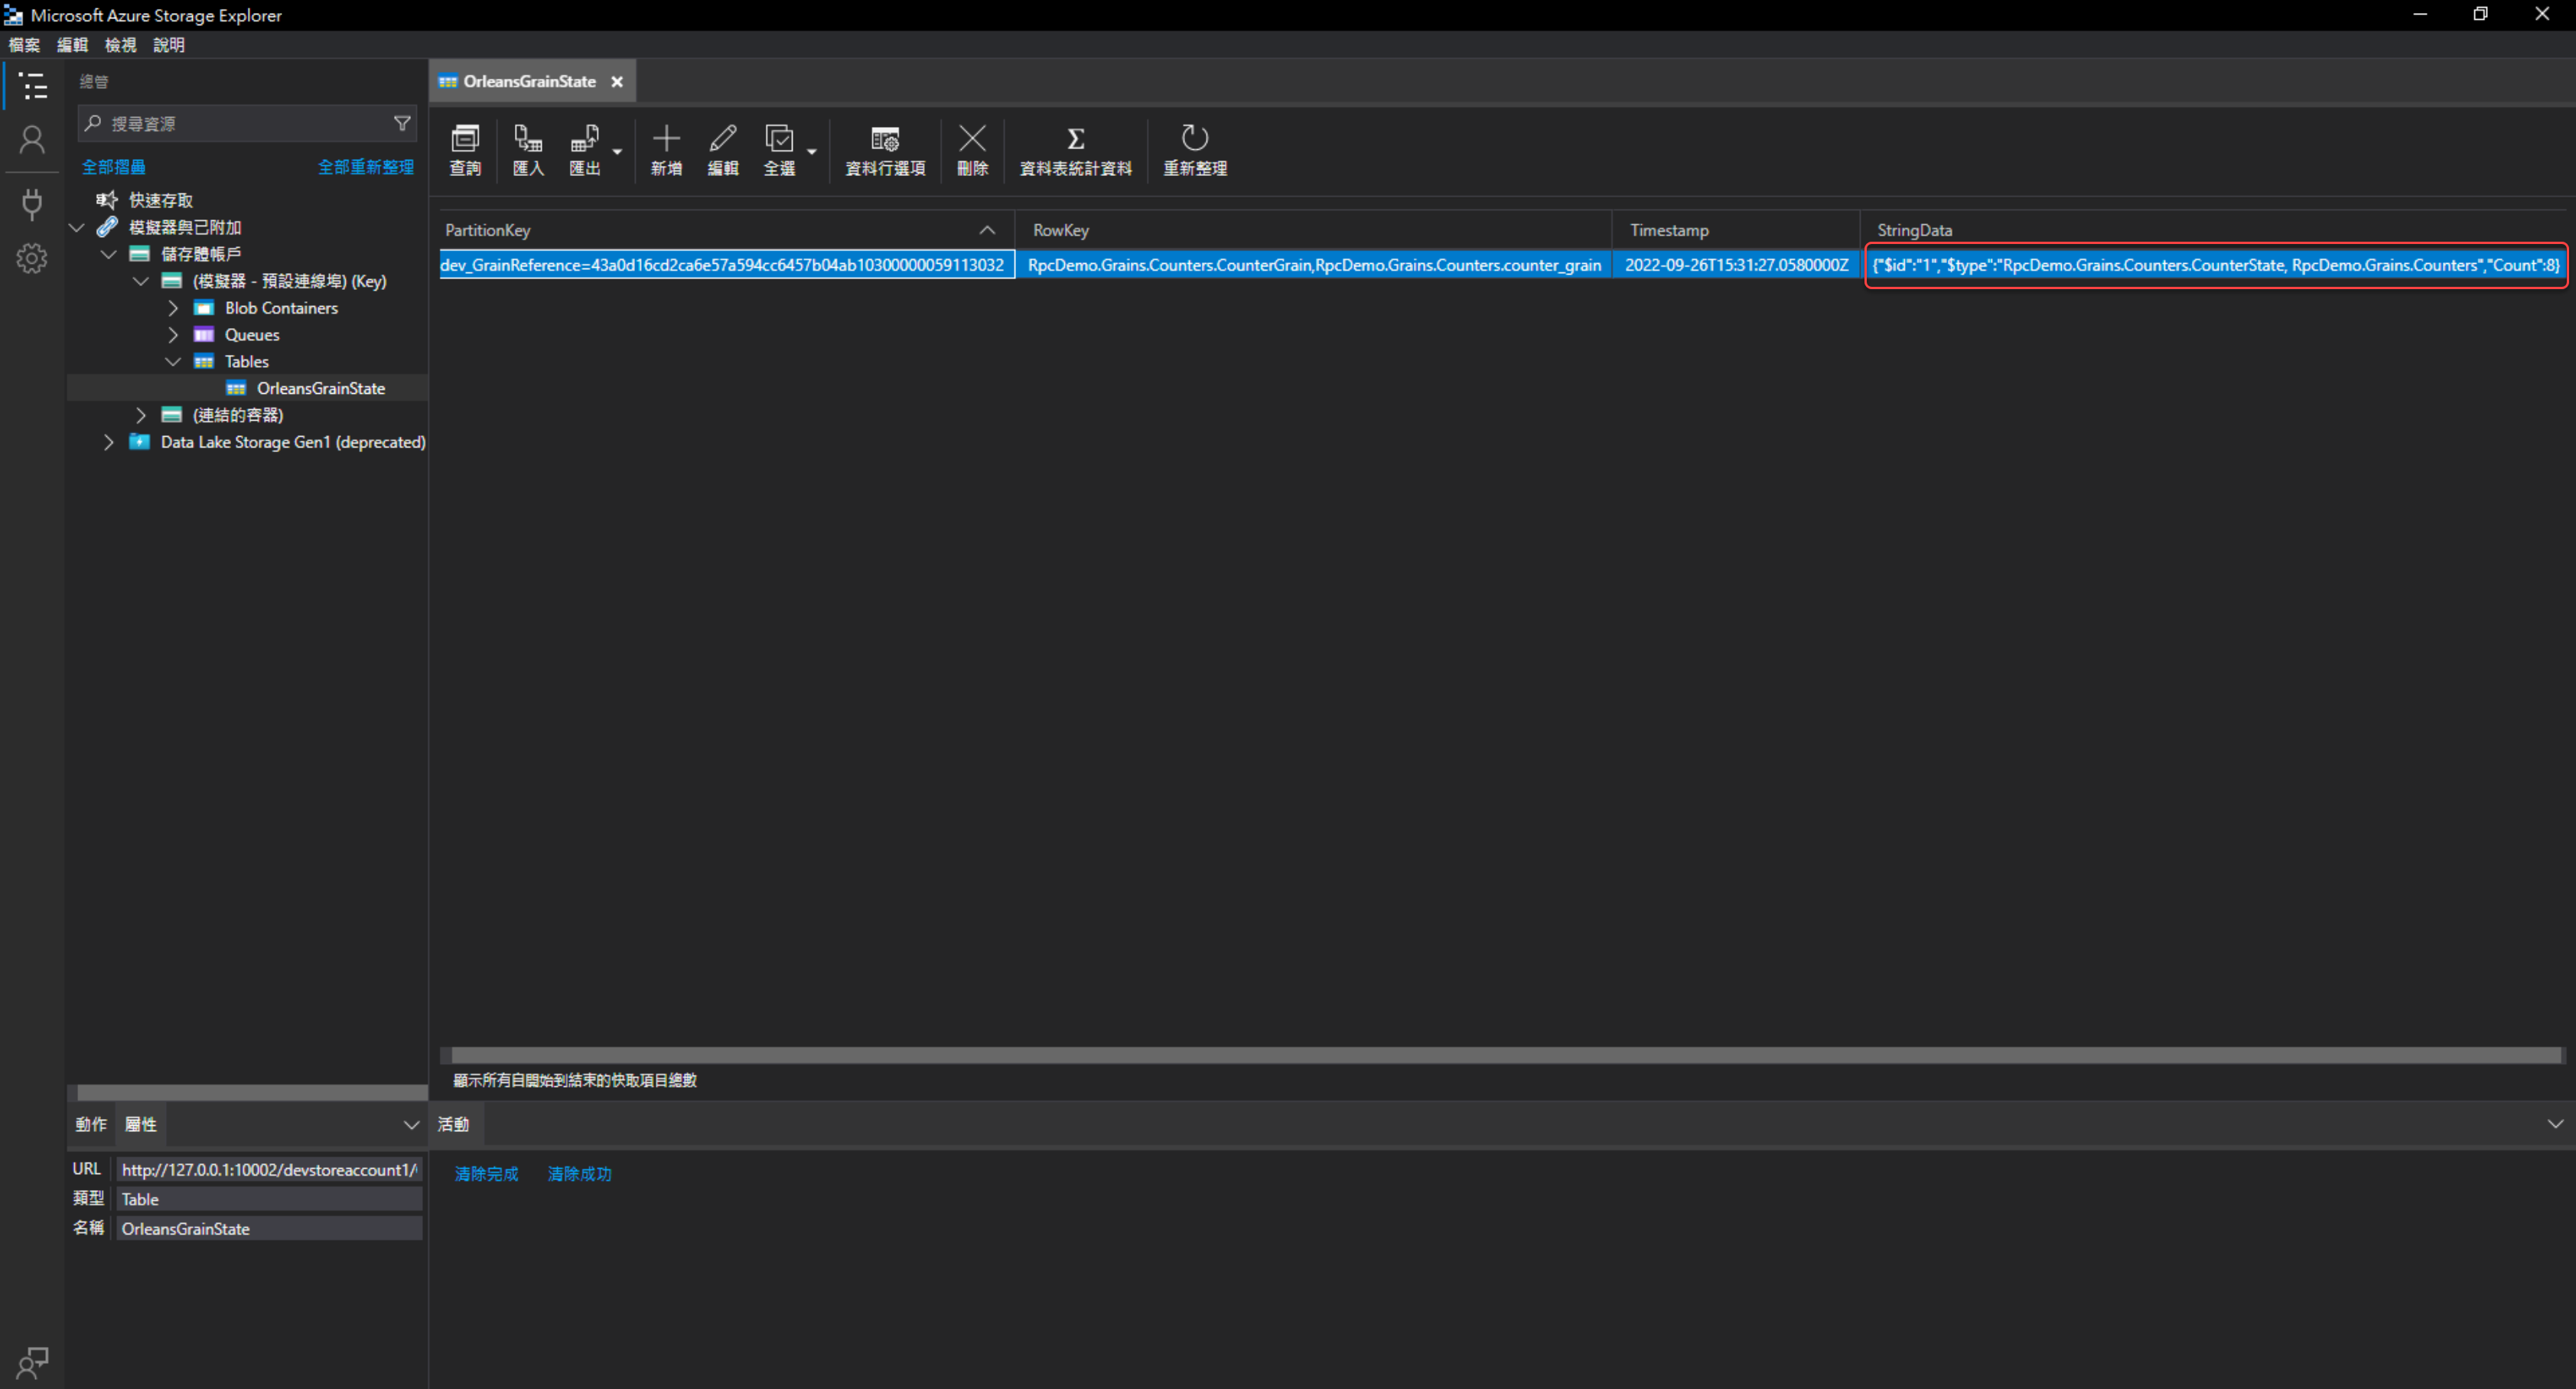 Microsoft Azure Storage Explorer
檔案 編輯 檢視 說明
總管
搜尋資源
全部摺疊 全部重新整理
快速存取
模擬器與已附加
儲存體帳戶
(模擬器 - 預設連線埠) (Key)
Blob Containers
Queues
Tables
OrleansGrainState
(連結的容器)
Data Lake Storage Gen1 (deprecated)
動作 屬性
URL http://127.0.0.1:10002/devstoreaccount1/
類型 Table
名稱 OrleansGrainState
OrleansGrainState
查詢 匯入 匯出 新增 編輯 全選 資料行選項 刪除 資料表統計資料 重新整理
PartitionKey RowKey Timestamp StringData
dev_GrainReference=43a0d16cd2ca6e57a594cc6457b04ab10300000059113032 RpcDemo.Grains.Counters.CounterGrain,RpcDemo.Grains.Counters.counter_grain 2022-09-26T15:31:27.0580000Z {"$id":"1","$type":"RpcDemo.Grains.Counters.CounterState, RpcDemo.Grains.Counters","Count":8}
顯示所有自開始到結束的快取項目總數
活動
清除完成 清除成功